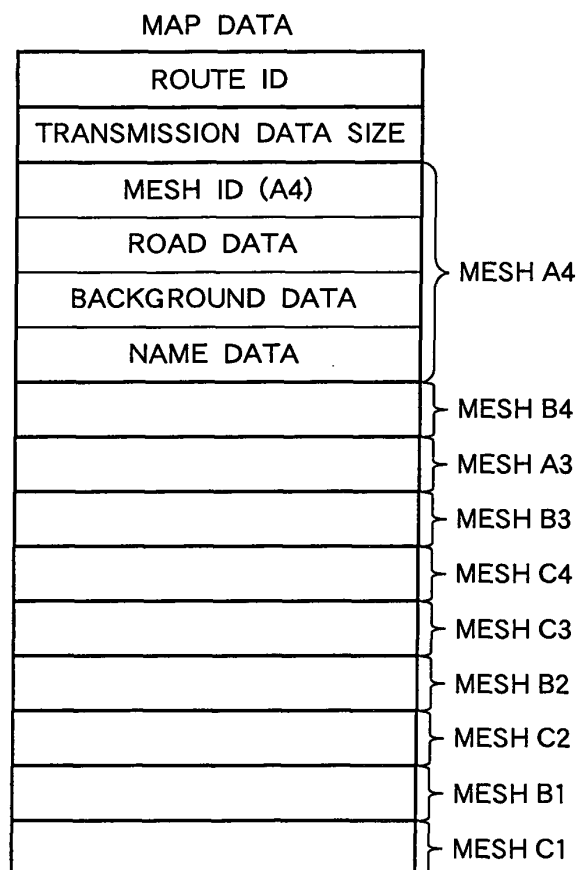 MAP DATA
ROUTE ID
TRANSMISSION DATA SIZE
MESH ID (A4)
ROAD DATA
MESH A4
BACKGROUND DATA
NAME DATA
MESH B4
MESH A3
MESH B3
MESH C4
MESH C3
MESH B2
MESH C2
MESH B1
MESH C1